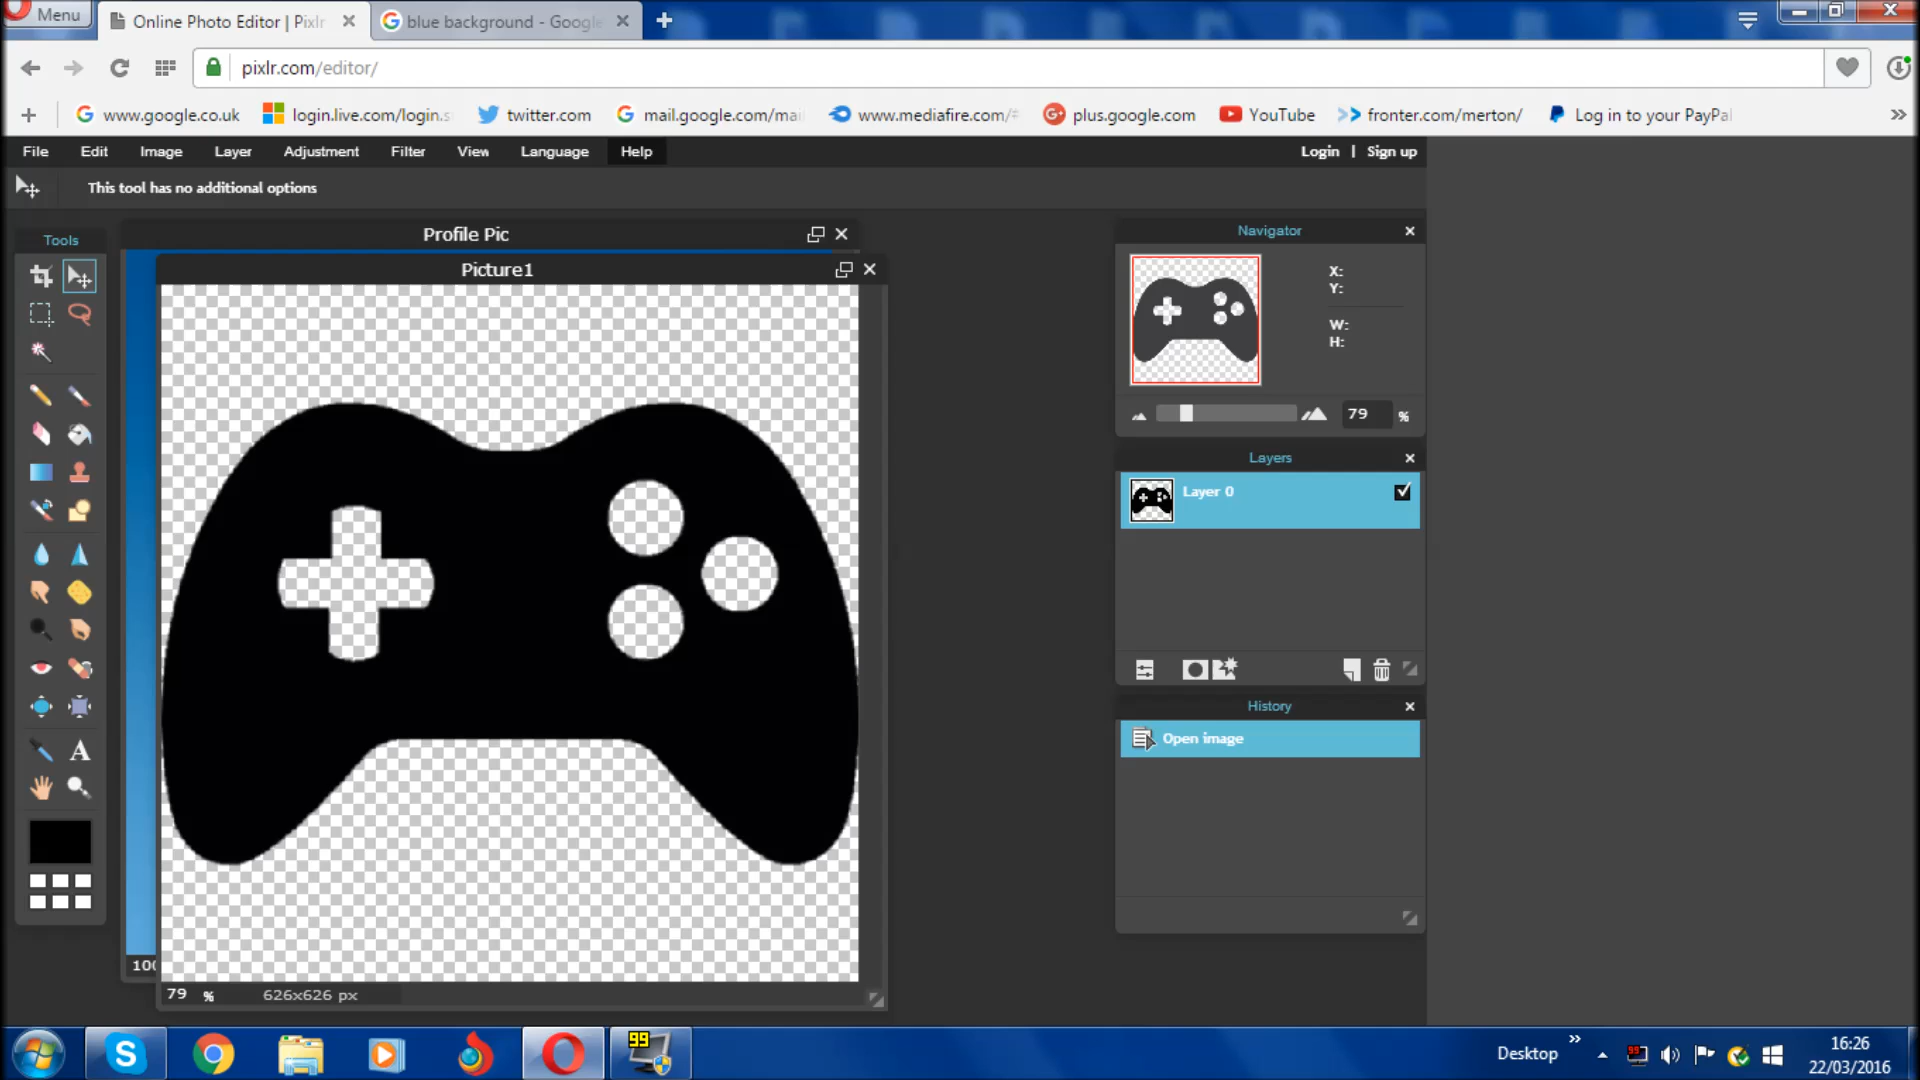 Menu
Online Photo Editor | Pixlr
blue background - Google
pixlr.com/editor/
www.google.co.uk
login.live.com/login.s
twitter.com
mail.google.com/mai
www.mediafire.com/#
plus.google.com
YouTube
fronter.com/merton/
Log in to your PayPal
File Edit Image Layer Adjustment Filter View Language Help
Login | Sign up
This tool has no additional options
Tools
Profile Pic
Picture1
Navigator
X:
Y:
W:
H:
79 %
Layers
Layer 0
History
Open image
A
100
79 % 626x626 px
99
Desktop
99
16:26
22/03/2016